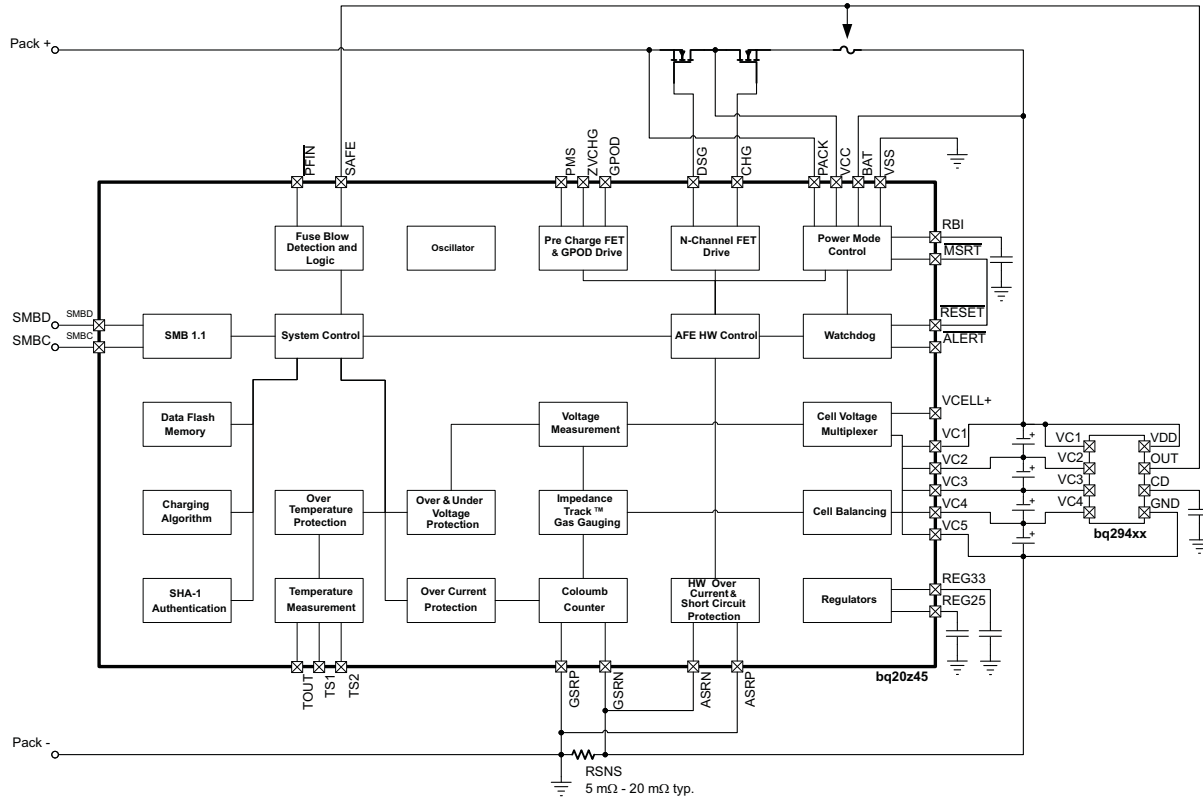 Pack +
PFIN
SAFE
PMS
ZVCHG
GPOD
DSG
CHG
PACK
VCC
BAT
VSS
Fuse Blow
Detection and
Logic
Oscillator
Pre Charge FET
& GPOD Drive
N-Channel FET
Drive
Power Mode
Control
RBI
MSRT
SMBD
SMBD
SMBC
SMBC
SMB 1.1
System Control
AFE HW Control
Watchdog
RESET
ALERT
Data Flash
Memory
Voltage
Measurement
Cell Voltage
Multiplexer
VCELL+
VC1
VC2
VC3
VC4
VC5
VC1
VC2
VC3
VC4
VDD
OUT
CD
GND
bq294xx
Charging
Algorithm
Over
Temperature
Protection
Over & Under
Voltage
Protection
Impedance
Track ™
Gas Gauging
Cell Balancing
SHA-1
Authentication
Temperature
Measurement
Over Current
Protection
Coloumb
Counter
HW Over
Current &
Short Circuit
Protection
Regulators
REG33
REG25
bq20z45
TOUT
TS1
TS2
GSRP
GSRN
ASRN
ASRP
Pack -
RSNS
5 mΩ - 20 mΩ typ.